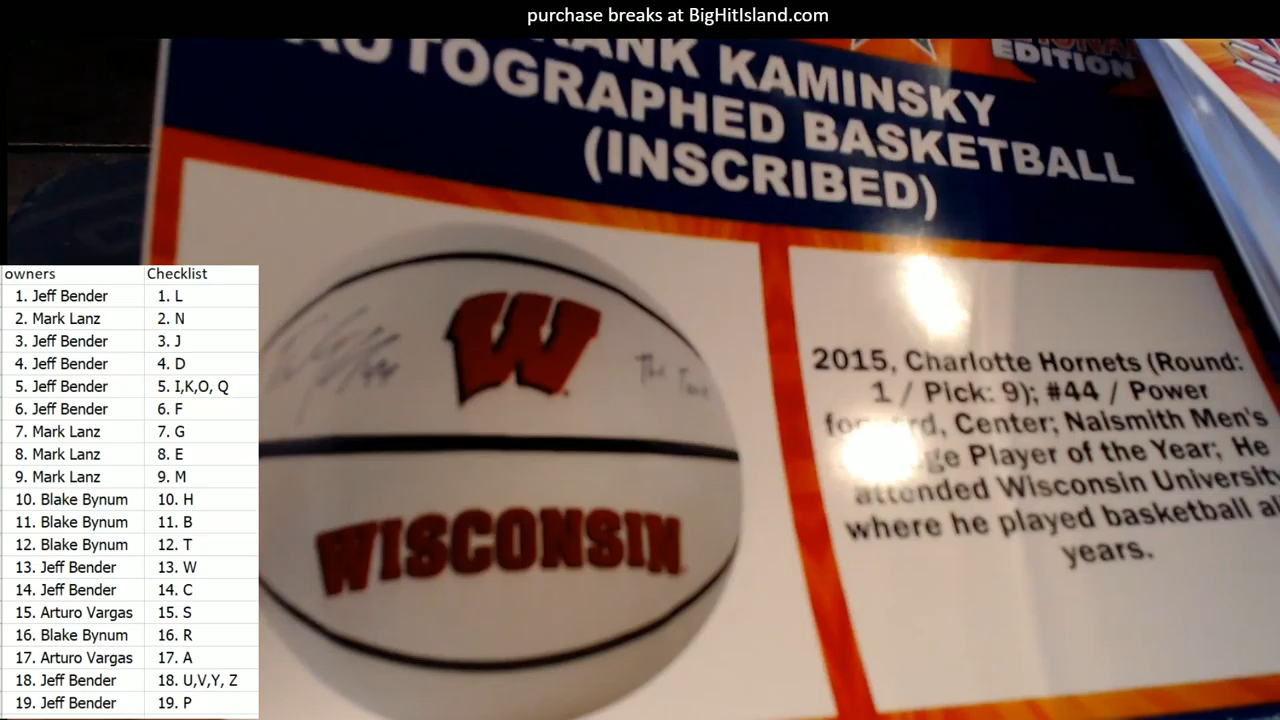 purchase breaks at BigHitIsland.com
EDITION
KAMINSKY
AUTOGRAPHED BASKETBALL
(INSCRIBED)
W
The
WISCONSIN
2015, Charlotte Hornets (Round:
1 / Pick: 9); #44 / Power
Center; Naismith Men's
Player of the Year; He
attended Wisconsin University
where he played basketball
years.
owners Checklist
1. Jeff Bender 1. L
2. Mark Lanz 2. N
3. Jeff Bender 3. J
4. Jeff Bender 4. D
5. Jeff Bender 5. I,K,O, Q
6. Jeff Bender 6. F
7. Mark Lanz 7. G
8. Mark Lanz 8. E
9. Mark Lanz 9. M
10. Blake Bynum 10. H
11. Blake Bynum 11. B
12. Blake Bynum 12. T
13. Jeff Bender 13. W
14. Jeff Bender 14. C
15. Arturo Vargas 15. S
16. Blake Bynum 16. R
17. Arturo Vargas 17. A
18. Jeff Bender 18. U,V,Y, Z
19. Jeff Bender 19. P